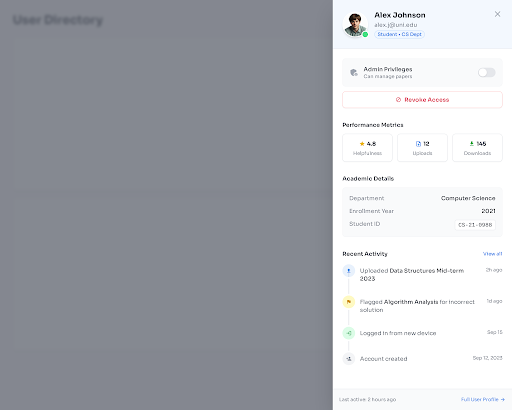 User Directory
Alex Johnson
alex.j@uni.edu
Student • CS Dept
Admin Privileges
Can manage papers
Revoke Access
Performance Metrics
4.8
Helpfulness
12
Uploads
145
Downloads
Academic Details
Department Computer Science
Enrollment Year 2021
Student ID CS-21-0988
Recent Activity View all
Uploaded Data Structures Mid-term 2h ago
2023
Flagged Algorithm Analysis for incorrect 1d ago
solution
Logged in from new device Sep 15
Account created Sep 12, 2023
Last active: 2 hours ago Full User Profile →